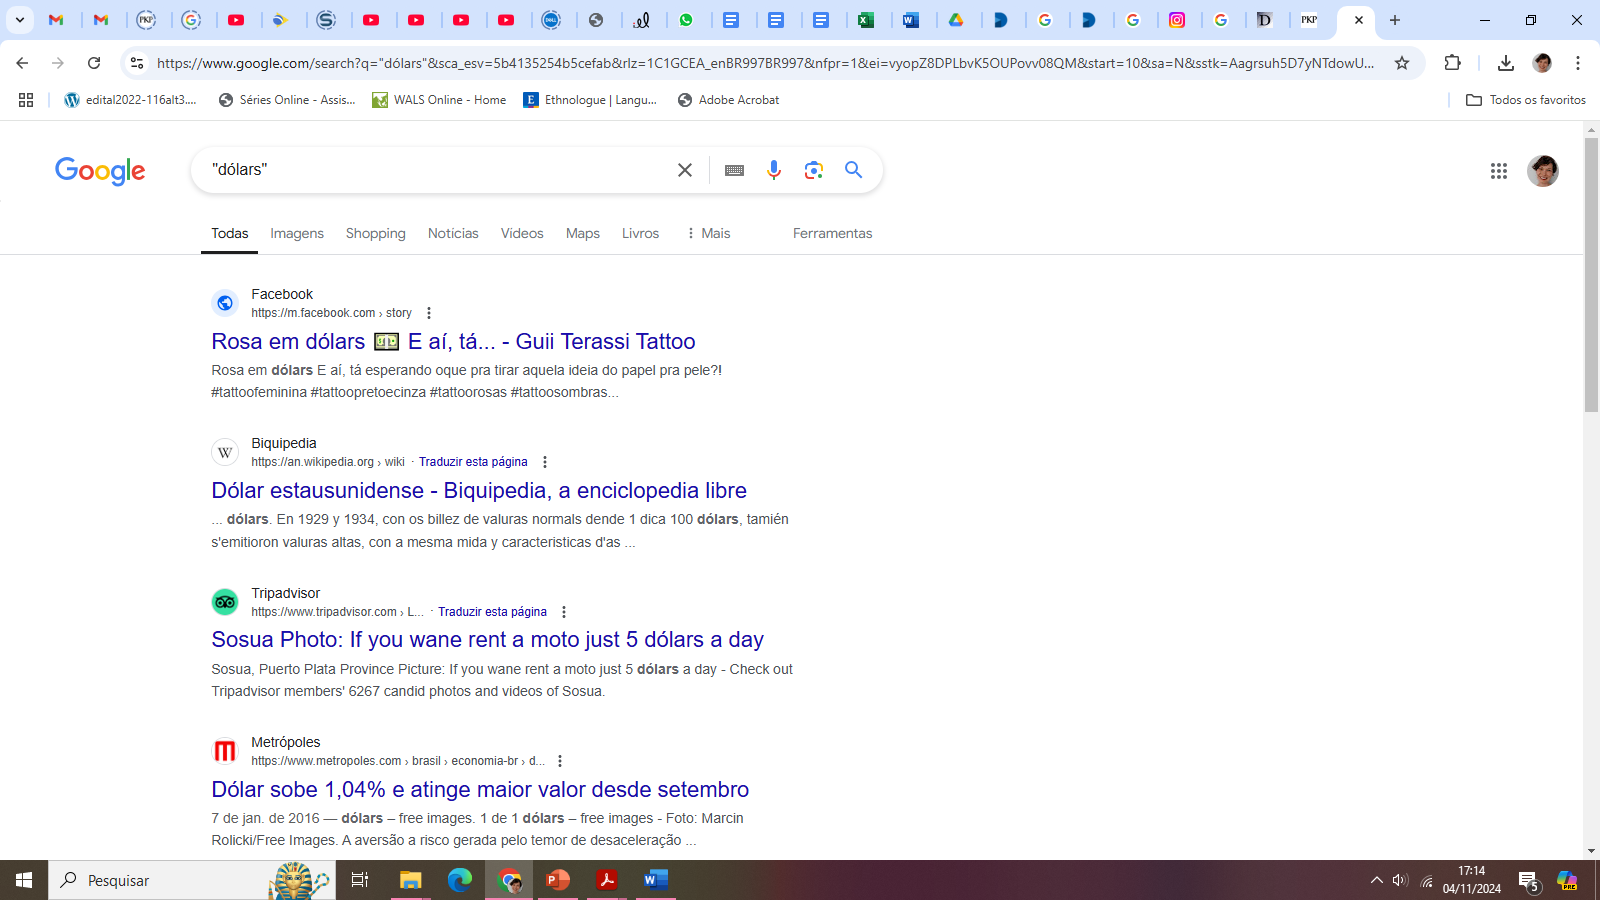 https://www.google.com/search?q="dólars"&sca_esv=5b4135254b5cefab&rlz=1C1GCEA_enBR997BR997&nfpr=1&ei=vyopZ8DPLbvK5OUPovv08QM&start=10&sa=N&sstk=Aagrsuh5D7yNTdowU...
edital2022-116alt3.... Séries Online - Assis... WALS Online - Home Ethnologue | Langu... Adobe Acrobat Todos os favoritos
Google "dólars"
Todas Imagens Shopping Notícias Vídeos Maps Livros Mais Ferramentas
Facebook
https://m.facebook.com › story
Rosa em dólars 💵 E aí, tá... - Guii Terassi Tattoo
Rosa em dólars E aí, tá esperando oque pra tirar aquela ideia do papel pra pele?!
#tattoofeminina #tattoopretoecinza #tattoorosas #tattoosombras...
W Biquipedia
https://an.wikipedia.org › wiki · Traduzir esta página
Dólar estausunidense - Biquipedia, a enciclopedia libre
... dólars. En 1929 y 1934, con os billez de valuras normals dende 1 dica 100 dólars, tamién
s'emitioron valuras altas, con a mesma mida y caracteristicas d'as ...
Tripadvisor
https://www.tripadvisor.com › L... · Traduzir esta página
Sosua Photo: If you wane rent a moto just 5 dólars a day
Sosua, Puerto Plata Province Picture: If you wane rent a moto just 5 dólars a day - Check out
Tripadvisor members' 6267 candid photos and videos of Sosua.
Metrópoles
https://www.metropoles.com › brasil › economia-br › d...
Dólar sobe 1,04% e atinge maior valor desde setembro
7 de jan. de 2016 — dólars – free images. 1 de 1 dólars – free images - Foto: Marcin
Rolicki/Free Images. A aversão a risco gerada pelo temor de desaceleração ...
Pesquisar
17:14
04/11/2024
5